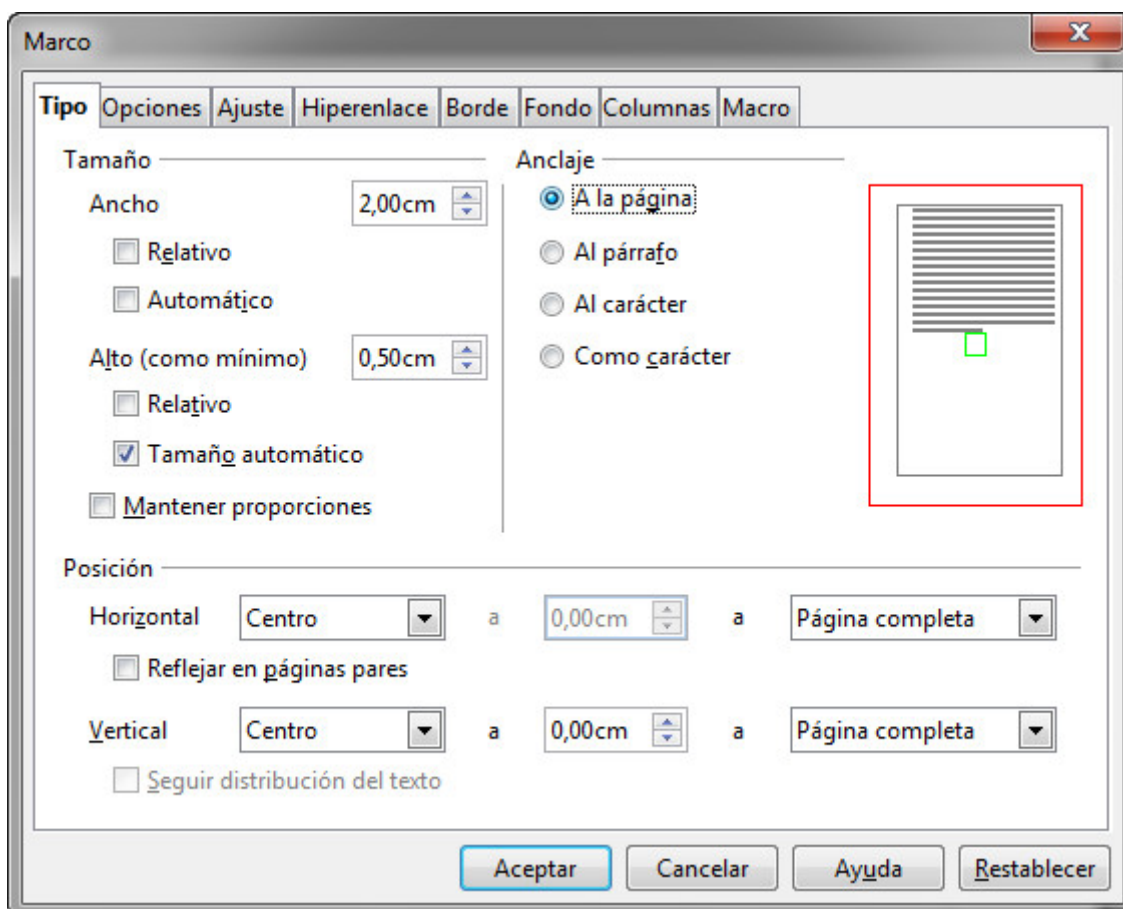 Marco
Tipo Opciones Ajuste Hiperenlace Borde Fondo Columnas Macro
Tamaño
Ancho 2,00cm
Relativo
Automático
Alto (como mínimo) 0,50cm
Relativo
Tamaño automático
Mantener proporciones
Anclaje
A la página
Al párrafo
Al carácter
Como carácter
Posición
Horizontal Centro a 0,00cm a Página completa
Reflejar en páginas pares
Vertical Centro a 0,00cm a Página completa
Seguir distribución del texto
Aceptar Cancelar Ayuda Restablecer